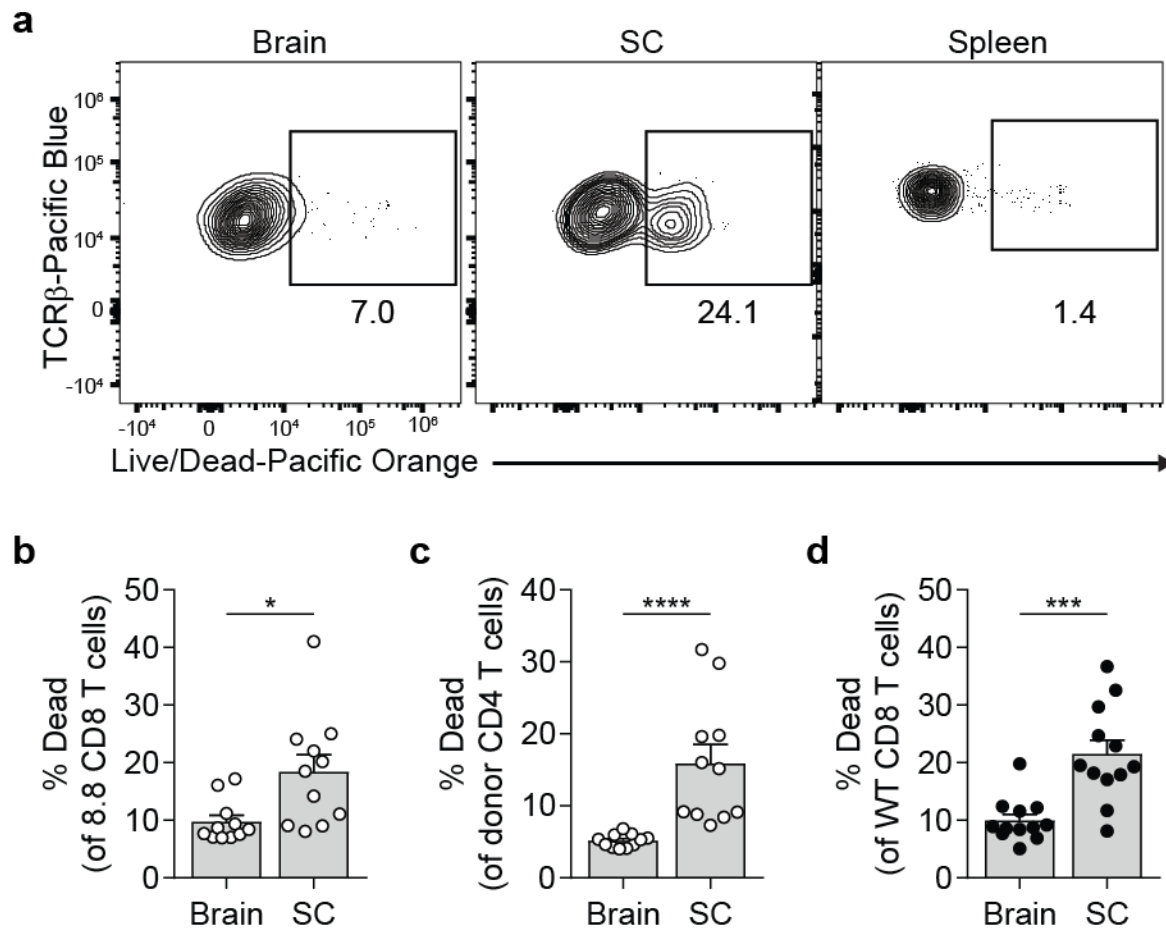 a
Brain SC Spleen
TCRβ-Pacific Blue
10⁶
10⁵
10⁴
0
-10⁴
7.0 24.1 1.4
-10⁴ 0 10⁴ 10⁵ 10⁶
Live/Dead-Pacific Orange
b
% Dead
(of 8.8 CD8 T cells)
50
40
30
20
10
0
*
Brain SC
c
% Dead
(of donor CD4 T cells)
40
30
20
10
0
****
Brain SC
d
% Dead
(of WT CD8 T cells)
50
40
30
20
10
0
***
Brain SC